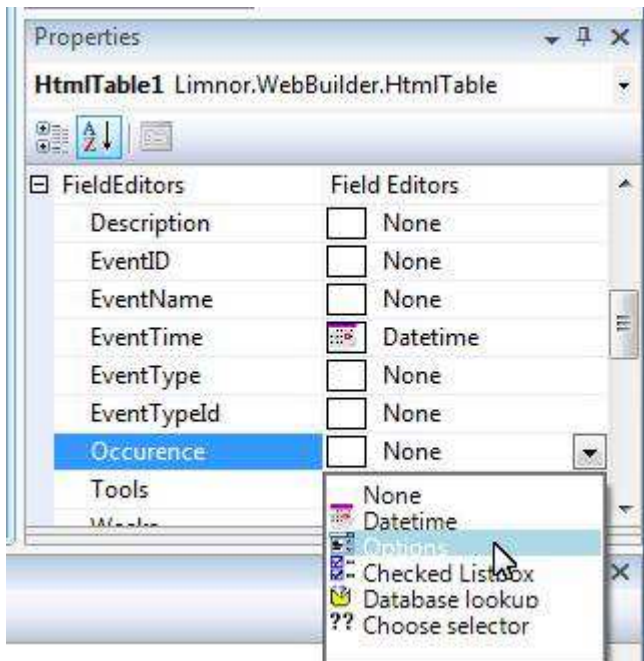 Properties
HtmlTable1 Limnor.WebBuilder.HtmlTable
FieldEditors Field Editors
Description None
EventID None
EventName None
EventTime Datetime
EventType None
EventTypeId None
Occurence None
Tools
None
Datetime
Options
Checked Listbox
Database lookup
?? Choose selector